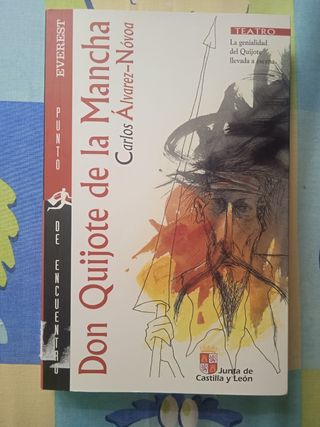 EVEREST
PUNTO DE ENCUENTRO
Don Quijote de la Mancha
Carlos Álvarez-Nóvoa
TEATRO
La genialidad
del Quijote
llevada a escena
Junta de
Castilla y León